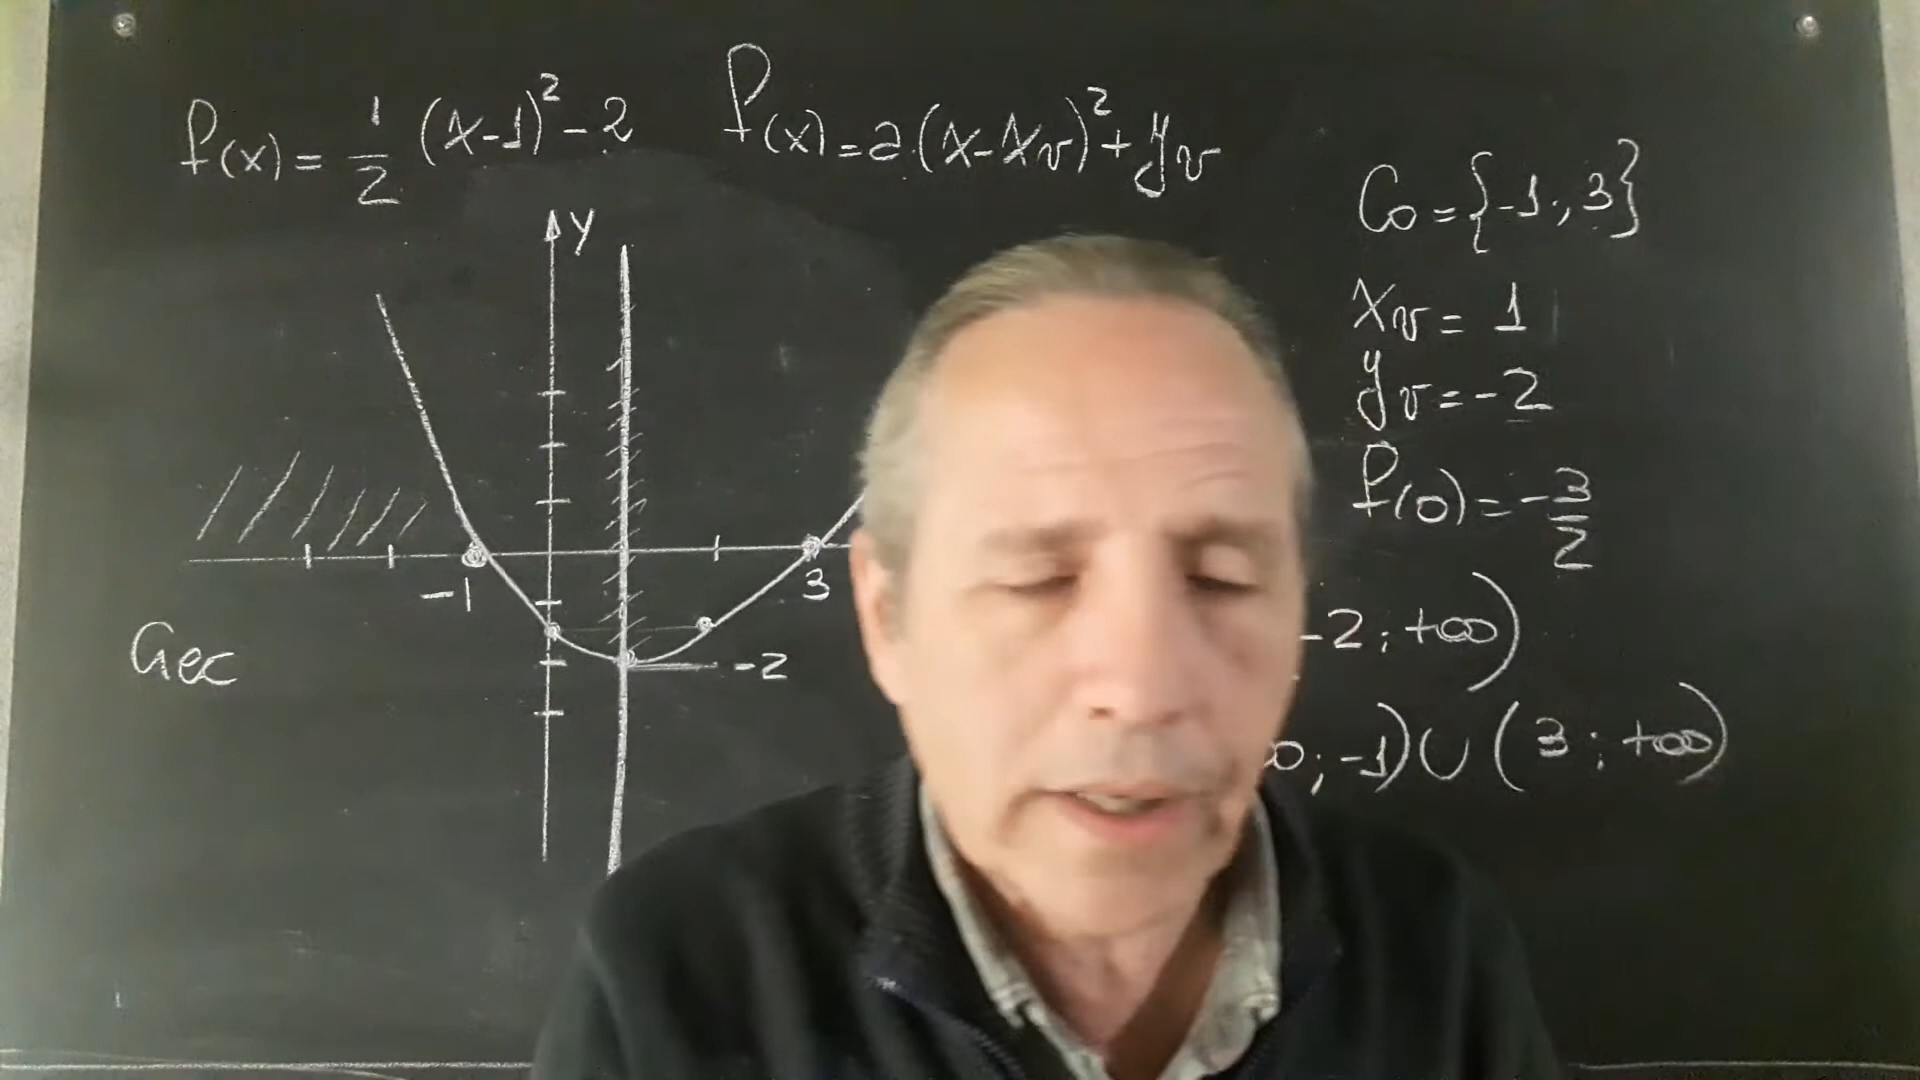 f(x) = 1/2 (x-1)² - 2
f(x) = a.(x-xv)² + yv
C₀ = {-1; 3}
xv = 1
yv = -2
f(0) = -3/2
y
-1
3
-2
-2; +∞)
∞; -1) ∪ (3; +∞)